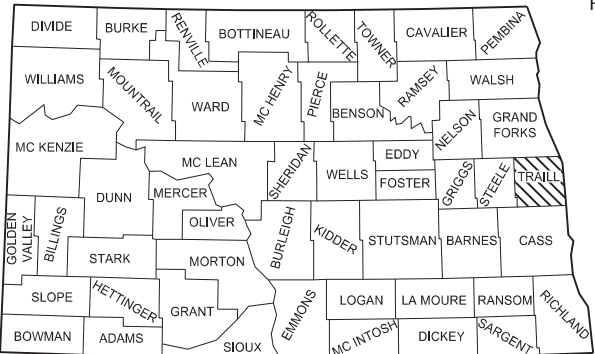 DIVIDE
BURKE
RENVILLE
BOTTINEAU
ROLLETTE
TOWNER
CAVALIER
PEMBINA
WILLIAMS
MOUNTRAIL
WARD
MC HENRY
PIERCE
BENSON
RAMSEY
WALSH
NELSON
GRAND
FORKS
MC KENZIE
MC LEAN
SHERIDAN
WELLS
EDDY
FOSTER
GRIGGS
STEELE
TRAILL
DUNN
MERCER
OLIVER
GOLDEN
VALLEY
BILLINGS
STARK
MORTON
BURLEIGH
KIDDER
STUTSMAN
BARNES
CASS
SLOPE
HETTINGER
GRANT
EMMONS
LOGAN
LA MOURE
RANSOM
RICHLAND
BOWMAN
ADAMS
SIOUX
MC INTOSH
DICKEY
SARGENT